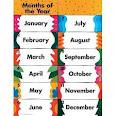 Months of
the Year
January
February
March
April
May
June
July
August
September
October
November
December